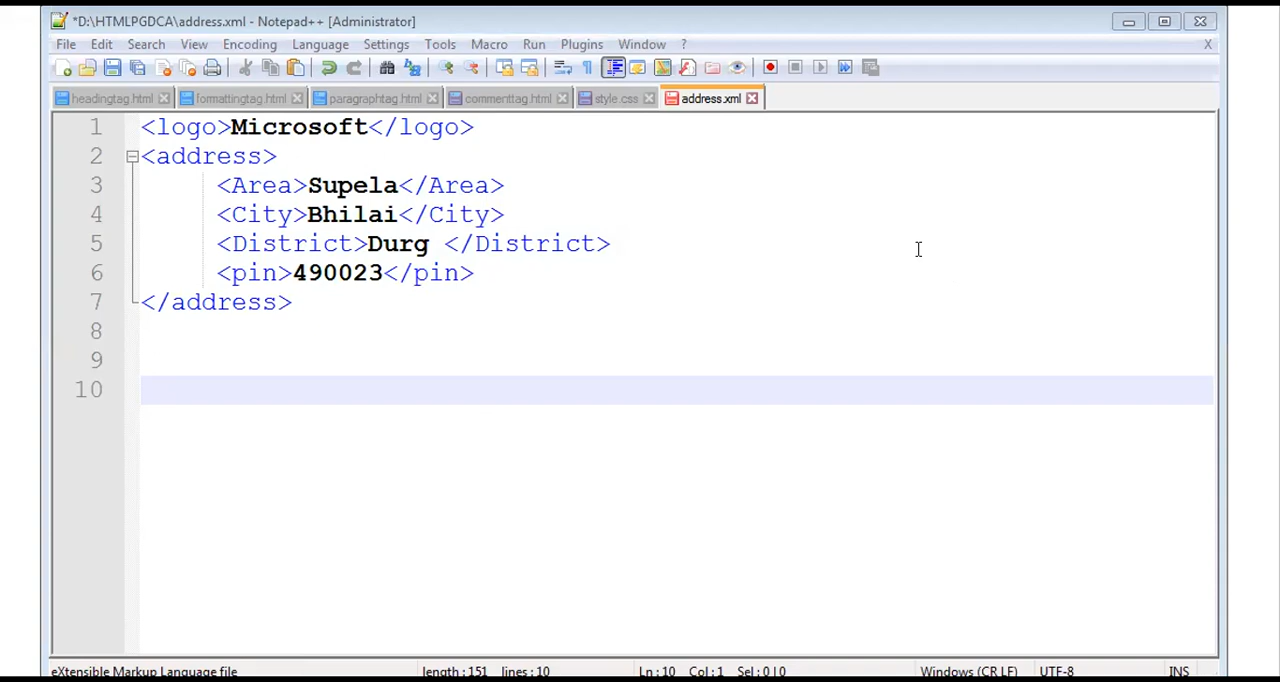 *D:\HTMLPGDCA\address.xml - Notepad++ [Administrator]
File Edit Search View Encoding Language Settings Tools Macro Run Plugins Window ? X
headingtag.html formattingtag.html paragraphtag.html commenttag.html style.css address.xml
1 <logo>Microsoft</logo>
2 <address>
3 <Area>Supela</Area>
4 <City>Bhilai</City>
5 <District>Durg </District>
6 <pin>490023</pin>
7 </address>
8
9
10
eXtensible Markup Language file length : 151 lines : 10 Ln : 10 Col : 1 Sel : 0 | 0 Windows (CR LF) UTF-8 INS